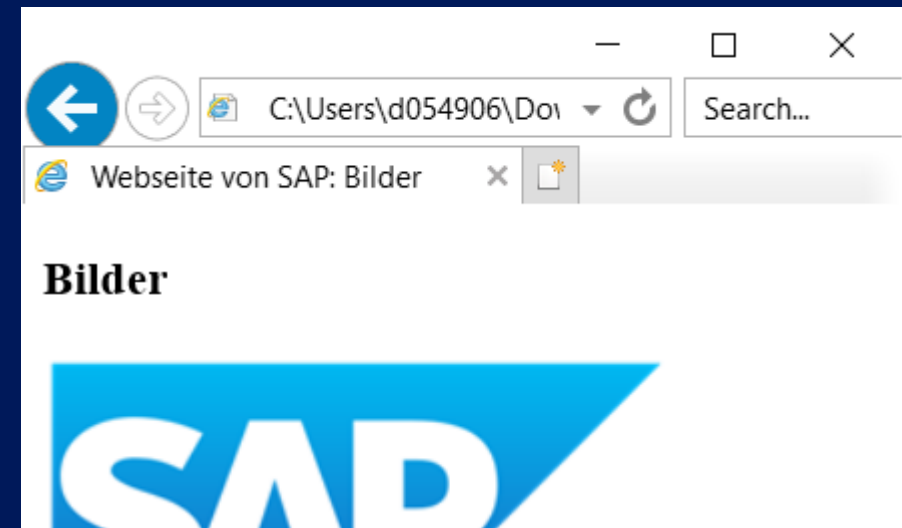 C:\Users\d054906\Dov
Search...
Webseite von SAP: Bilder
Bilder
SAP